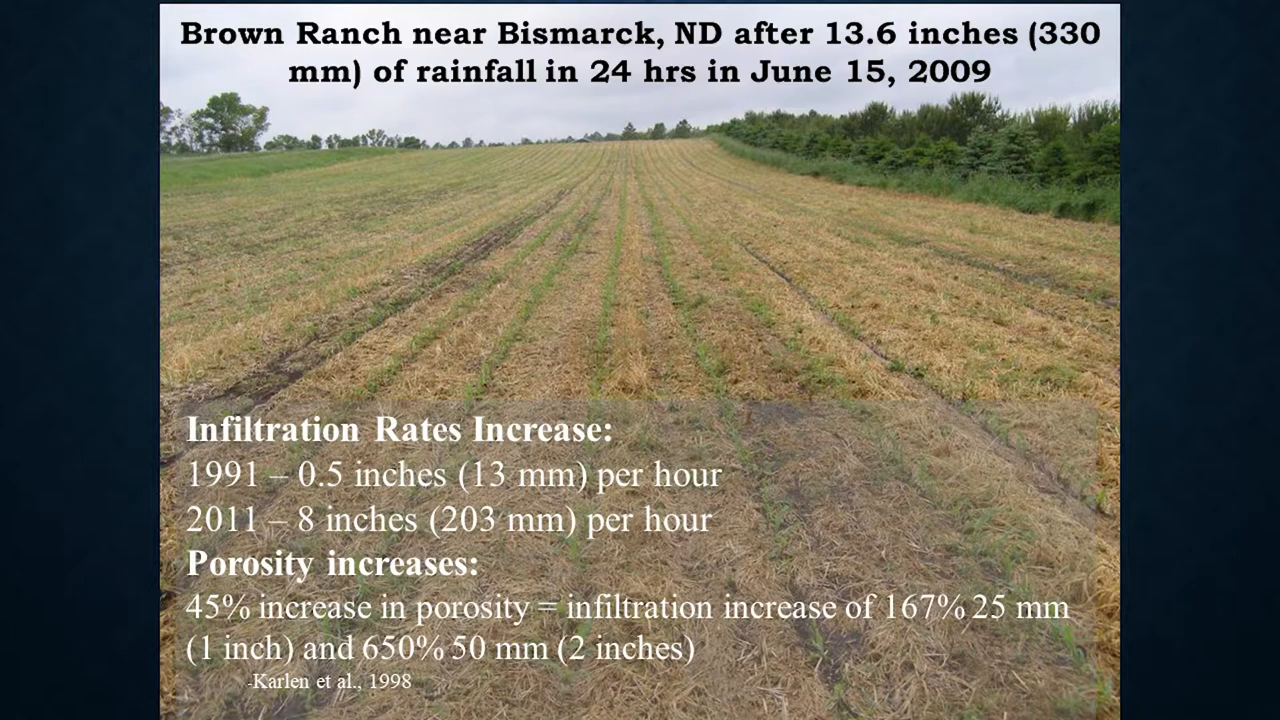 Brown Ranch near Bismarck, ND after 13.6 inches (330
mm) of rainfall in 24 hrs in June 15, 2009
Infiltration Rates Increase:
1991 – 0.5 inches (13 mm) per hour
2011 – 8 inches (203 mm) per hour
Porosity increases:
45% increase in porosity = infiltration increase of 167% 25 mm
(1 inch) and 650% 50 mm (2 inches)
-Karlen et al., 1998